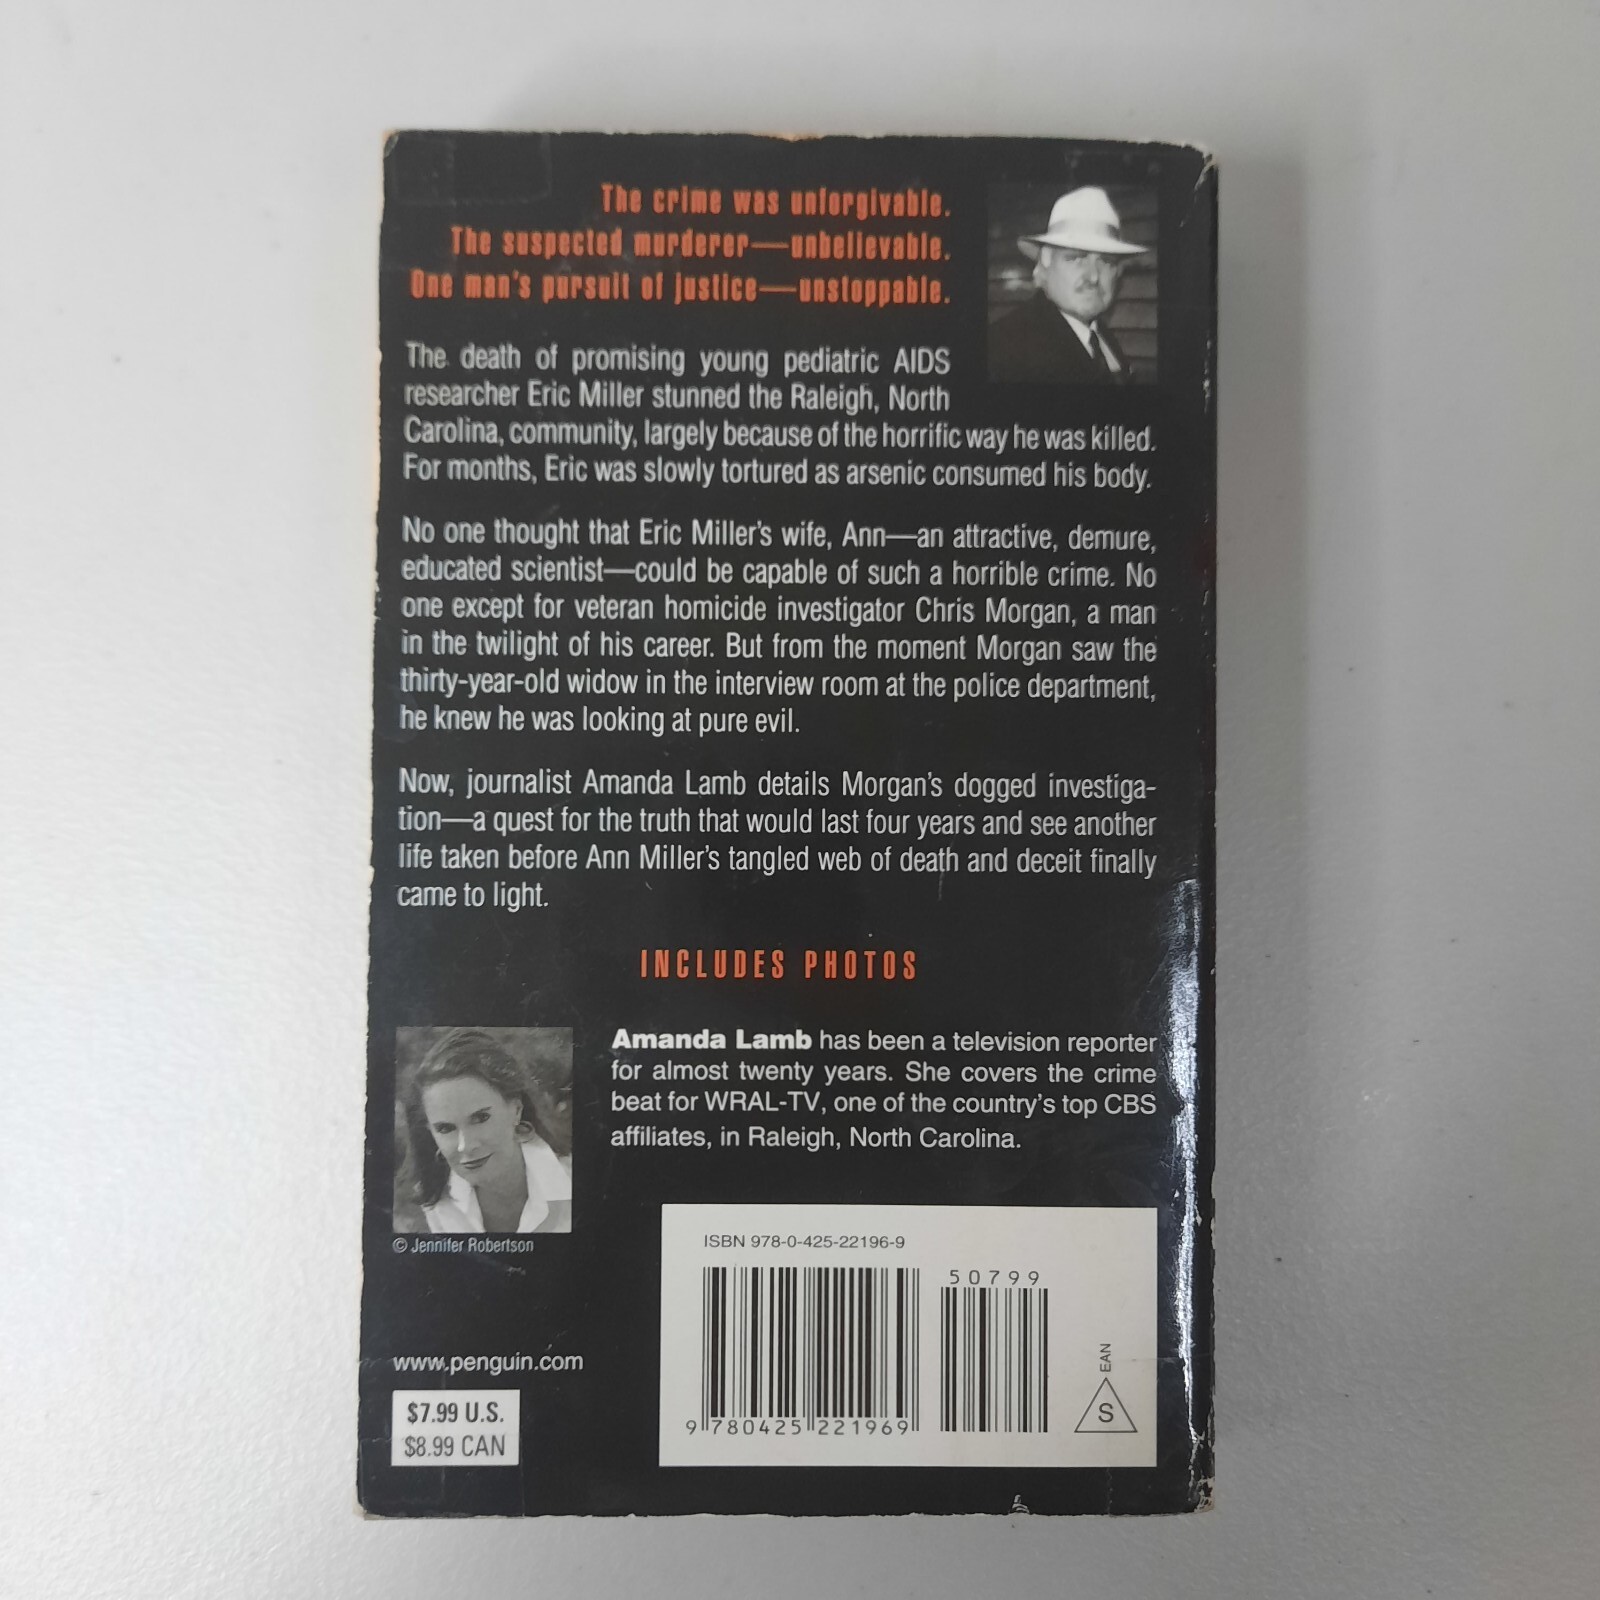 The crime was unforgivable.
The suspected murderer—unbelievable.
One man's pursuit of justice—unstoppable.
The death of promising young pediatric AIDS
researcher Eric Miller stunned the Raleigh, North
Carolina, community, largely because of the horrific way he was killed.
For months, Eric was slowly tortured as arsenic consumed his body.
No one thought that Eric Miller's wife, Ann—an attractive, demure,
educated scientist—could be capable of such a horrible crime. No
one except for veteran homicide investigator Chris Morgan, a man
in the twilight of his career. But from the moment Morgan saw the
thirty-year-old widow in the interview room at the police department,
he knew he was looking at pure evil.
Now, journalist Amanda Lamb details Morgan's dogged investiga-
tion—a quest for the truth that would last four years and see another
life taken before Ann Miller's tangled web of death and deceit finally
came to light.
INCLUDES PHOTOS
Amanda Lamb has been a television reporter
for almost twenty years. She covers the crime
beat for WRAL-TV, one of the country's top CBS
affiliates, in Raleigh, North Carolina.
© Jennifer Robertson
www.penguin.com
$7.99 U.S.
$8.99 CAN
ISBN 978-0-425-22196-9
50799
9 780425 221969
EAN
S